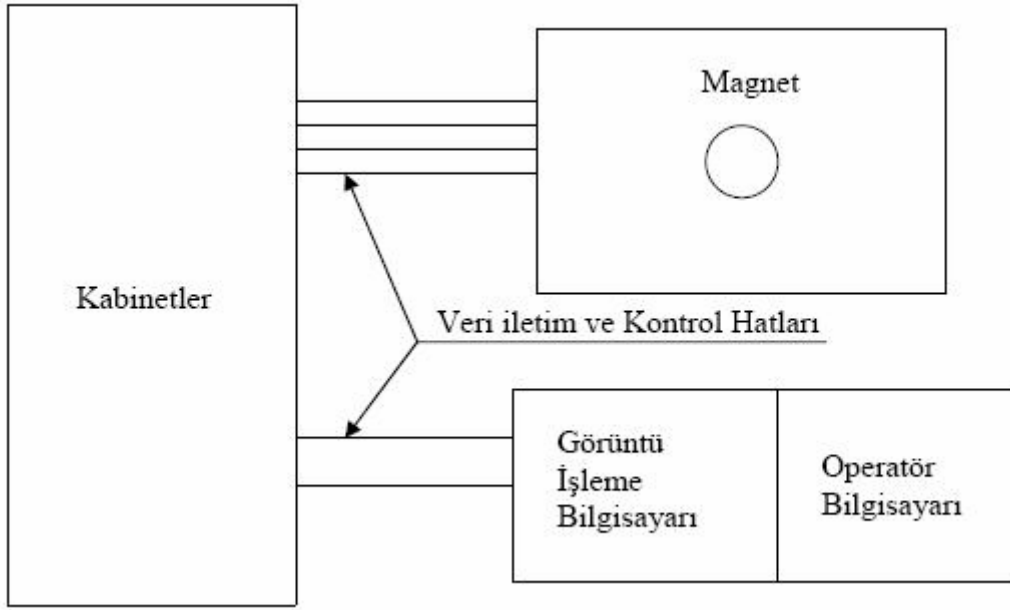 Magnet
Kabinetler
Veri iletim ve Kontrol Hatları
Görüntü
İşleme
Bilgisayarı
Operatör
Bilgisayarı